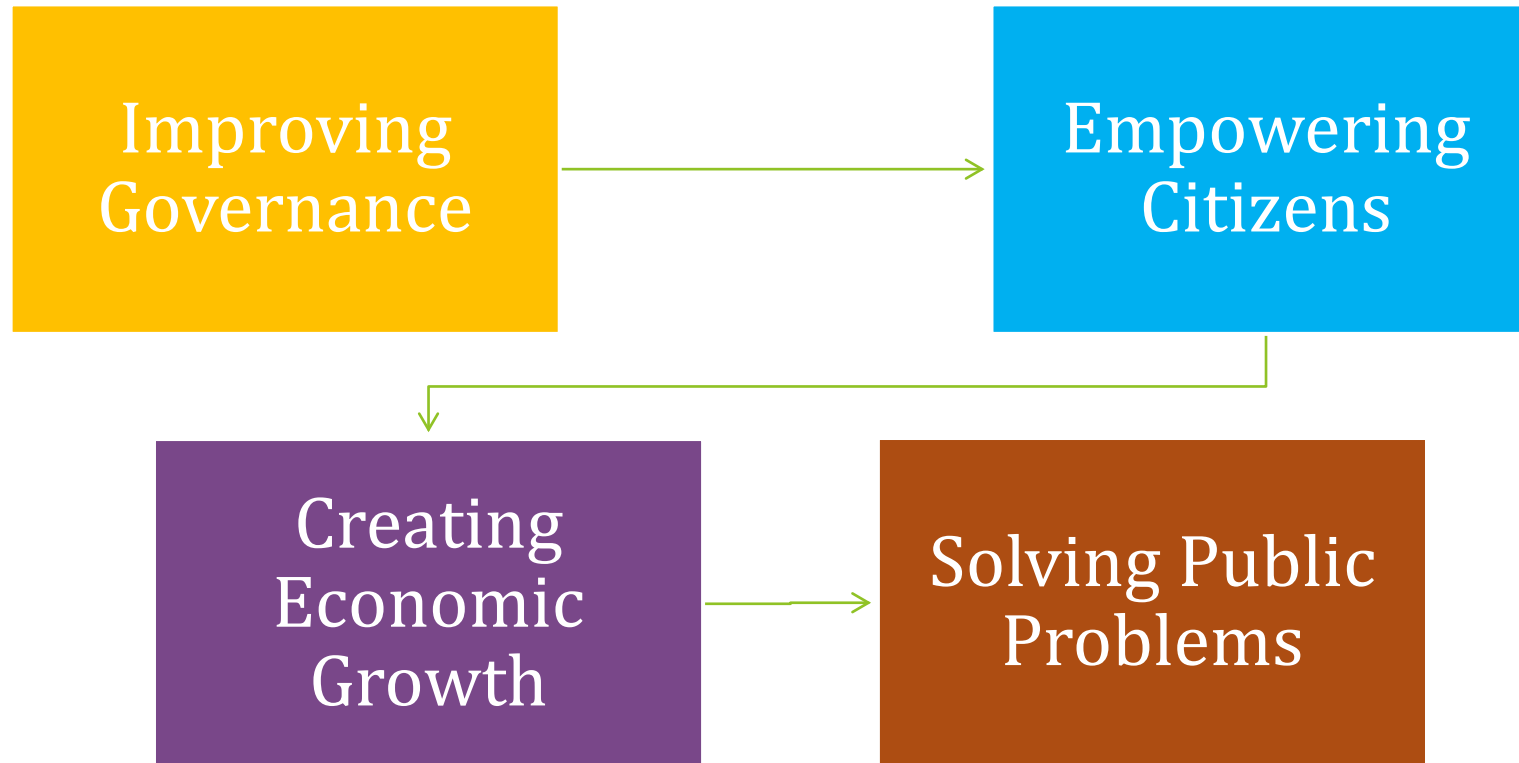 Improving
Governance
Empowering
Citizens
Creating
Economic
Growth
Solving Public
Problems